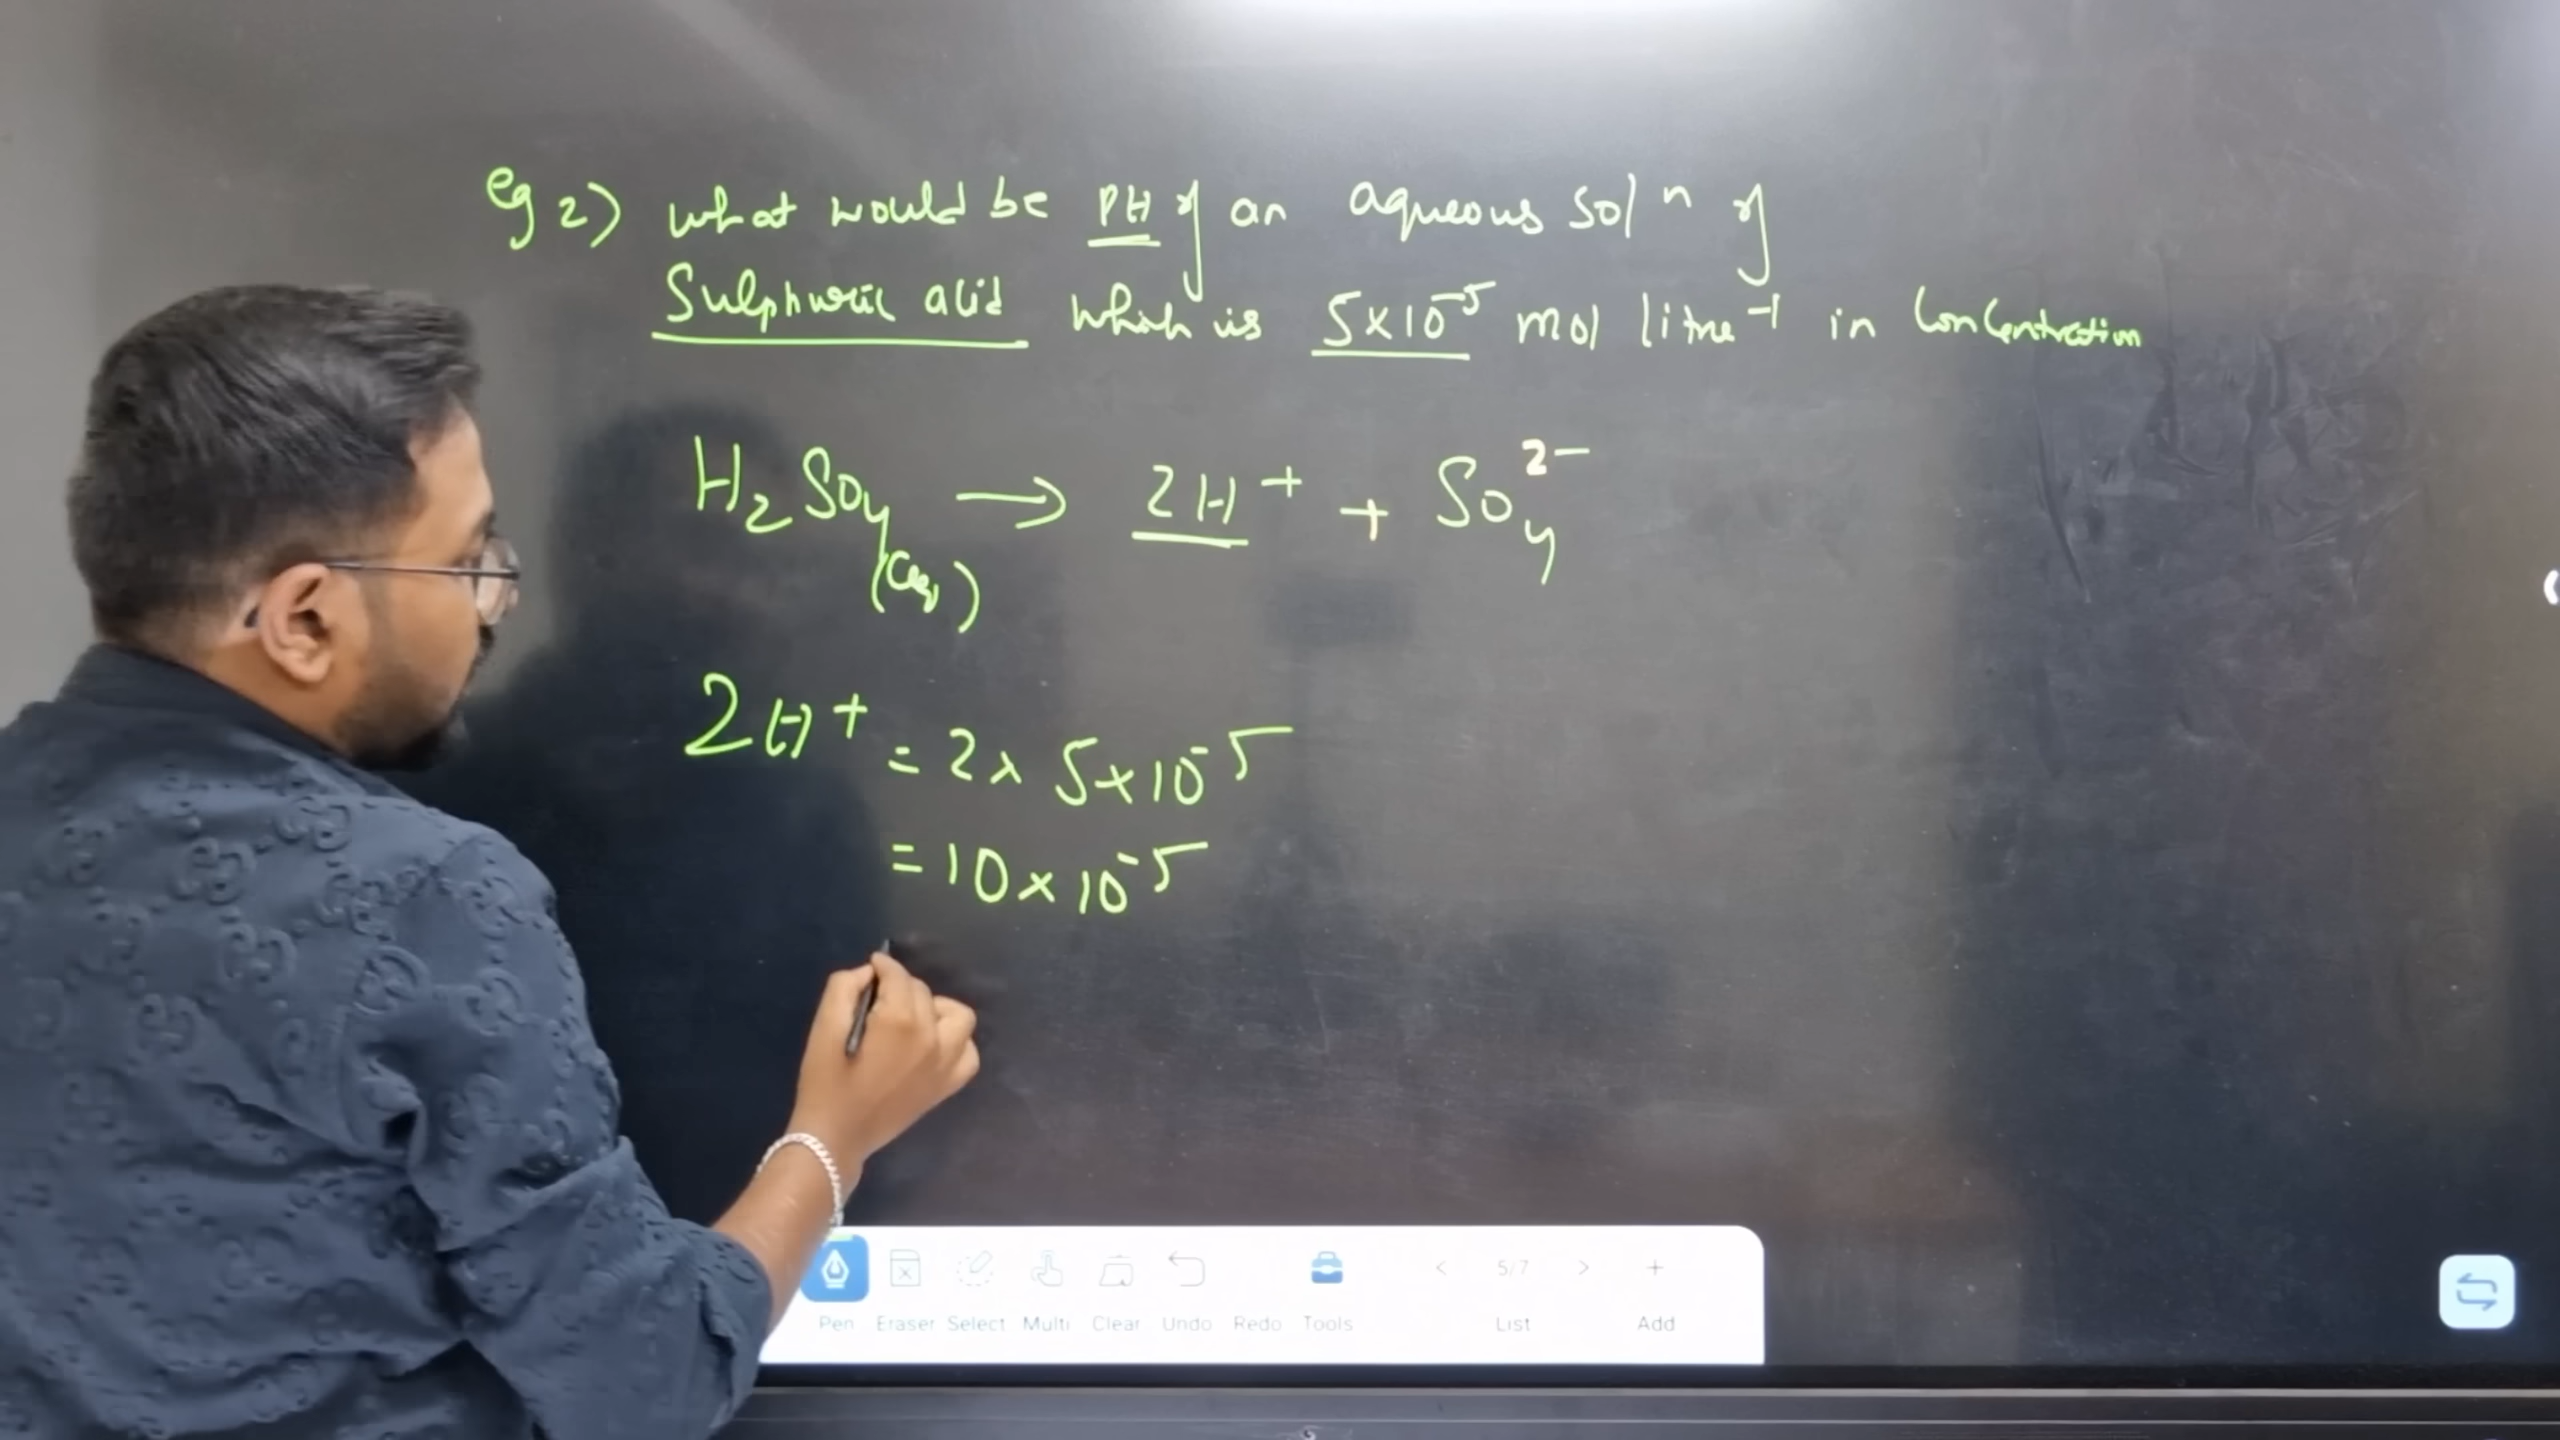 eg 2) what would be PH of an aqueous solⁿ of
Sulphuric acid which is 5×10⁻⁵ mol litre⁻¹ in concentration
H₂SO₄(aq) → 2H⁺ + SO₄²⁻
2H⁺ = 2× 5×10⁻⁵
= 10×10⁻⁵
5/7
Pen Eraser Select Multi Clear Undo Redo Tools List Add